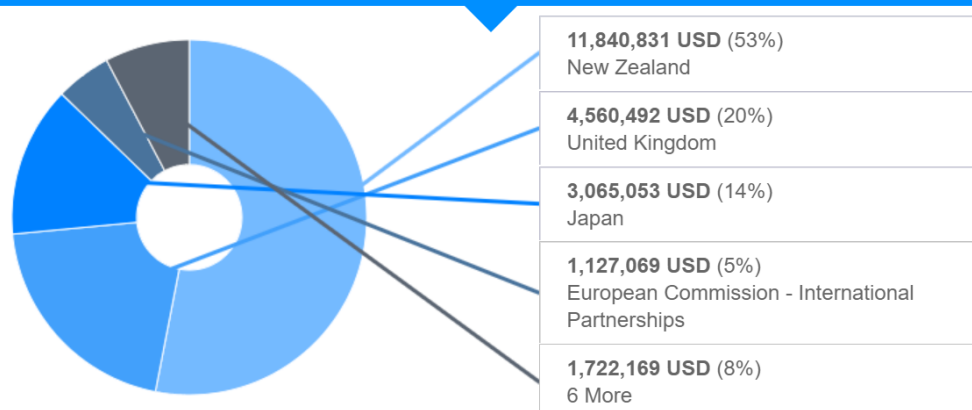 11,840,831 USD (53%)
New Zealand
4,560,492 USD (20%)
United Kingdom
3,065,053 USD (14%)
Japan
1,127,069 USD (5%)
European Commission - International
Partnerships
1,722,169 USD (8%)
6 More